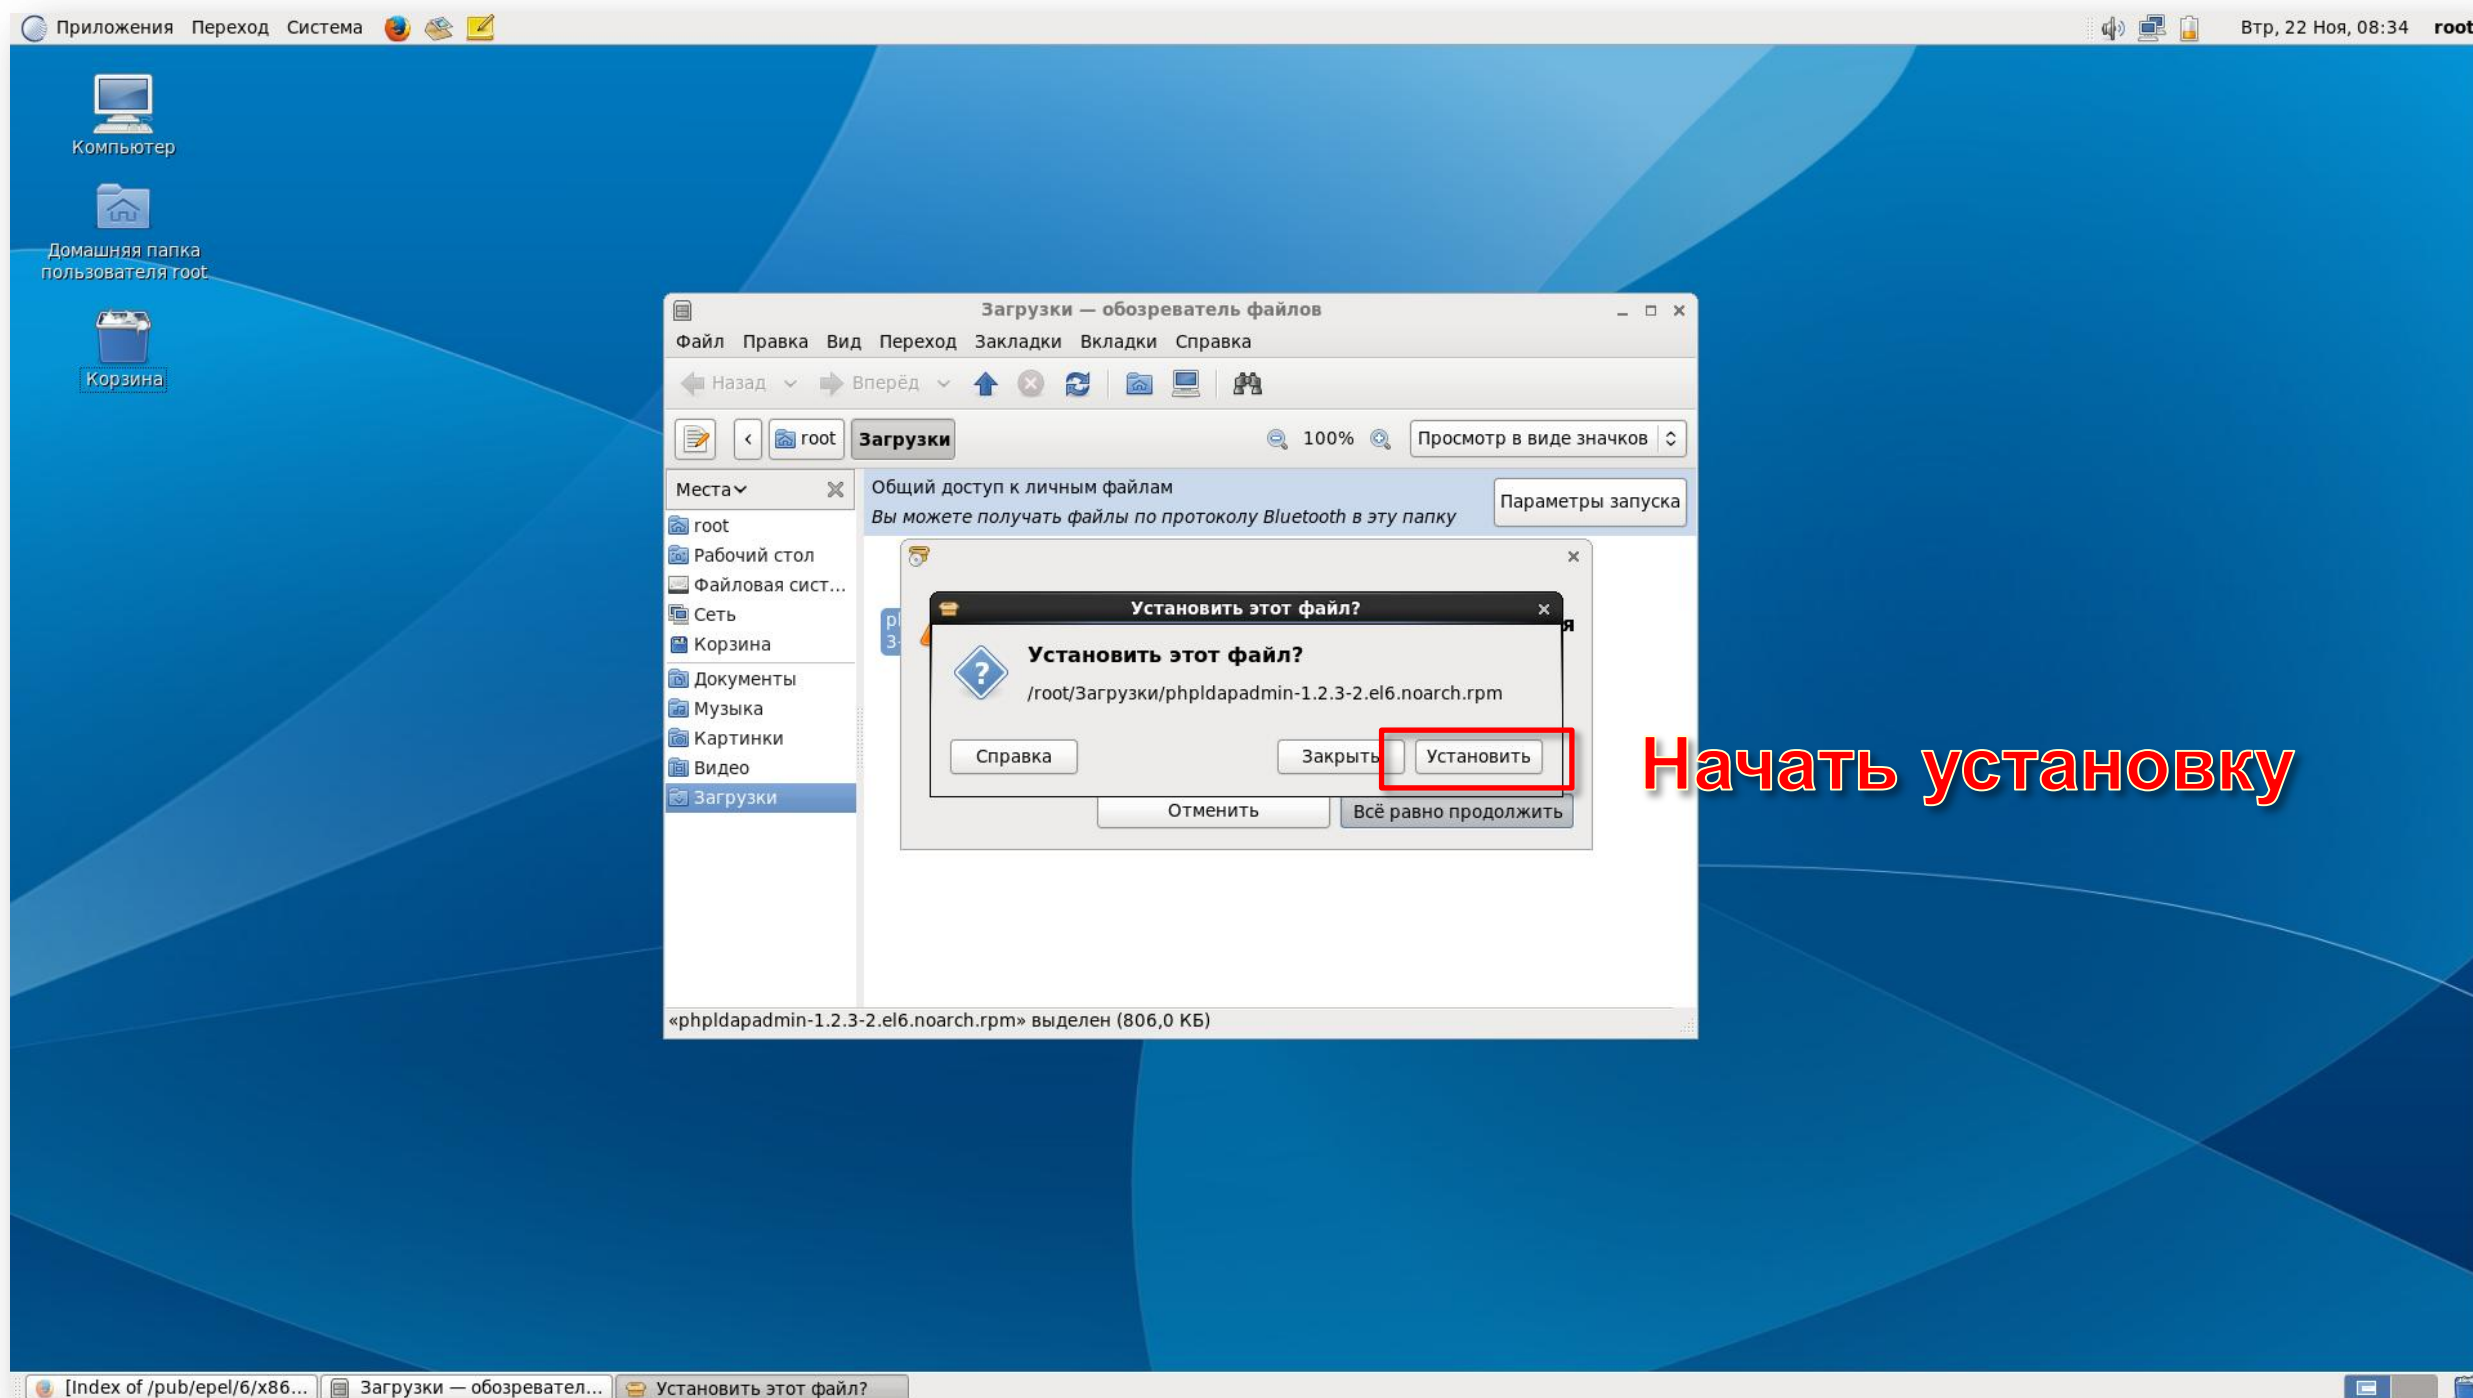 Приложения Переход Система
Втр, 22 Ноя, 08:34 root
Компьютер
Домашняя папка
пользователя root
Корзина
Загрузки — обозреватель файлов
Файл Правка Вид Переход Закладки Вкладки Справка
Назад Вперёд
root Загрузки 100% Просмотр в виде значков
Места
Общий доступ к личным файлам
Вы можете получать файлы по протоколу Bluetooth в эту папку
Параметры запуска
root
Рабочий стол
Файловая сист...
Сеть
Корзина
Документы
Музыка
Картинки
Видео
Загрузки
Установить этот файл?
Установить этот файл?
/root/Загрузки/phpldapadmin-1.2.3-2.el6.noarch.rpm
Справка Закрыть Установить
Отменить Всё равно продолжить
Начать установку
«phpldapadmin-1.2.3-2.el6.noarch.rpm» выделен (806,0 КБ)
[Index of /pub/epel/6/x86... Загрузки — обозревател... Установить этот файл?